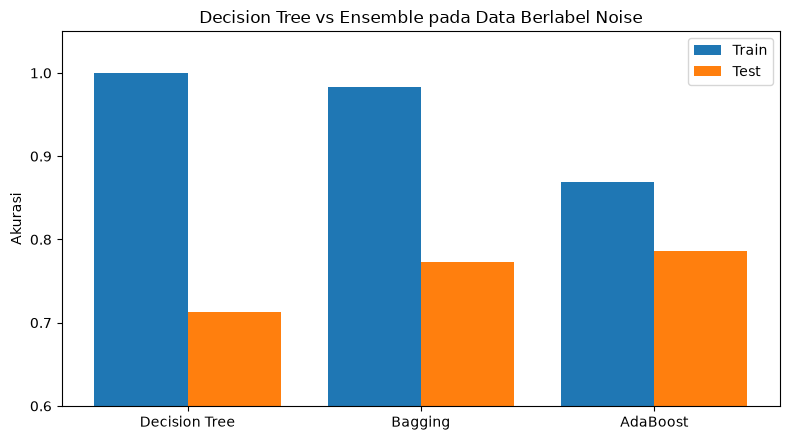 Decision Tree vs Ensemble pada Data Berlabel Noise
Train
Test
Akurasi
1.0
0.9
0.8
0.7
0.6
Decision Tree
Bagging
AdaBoost